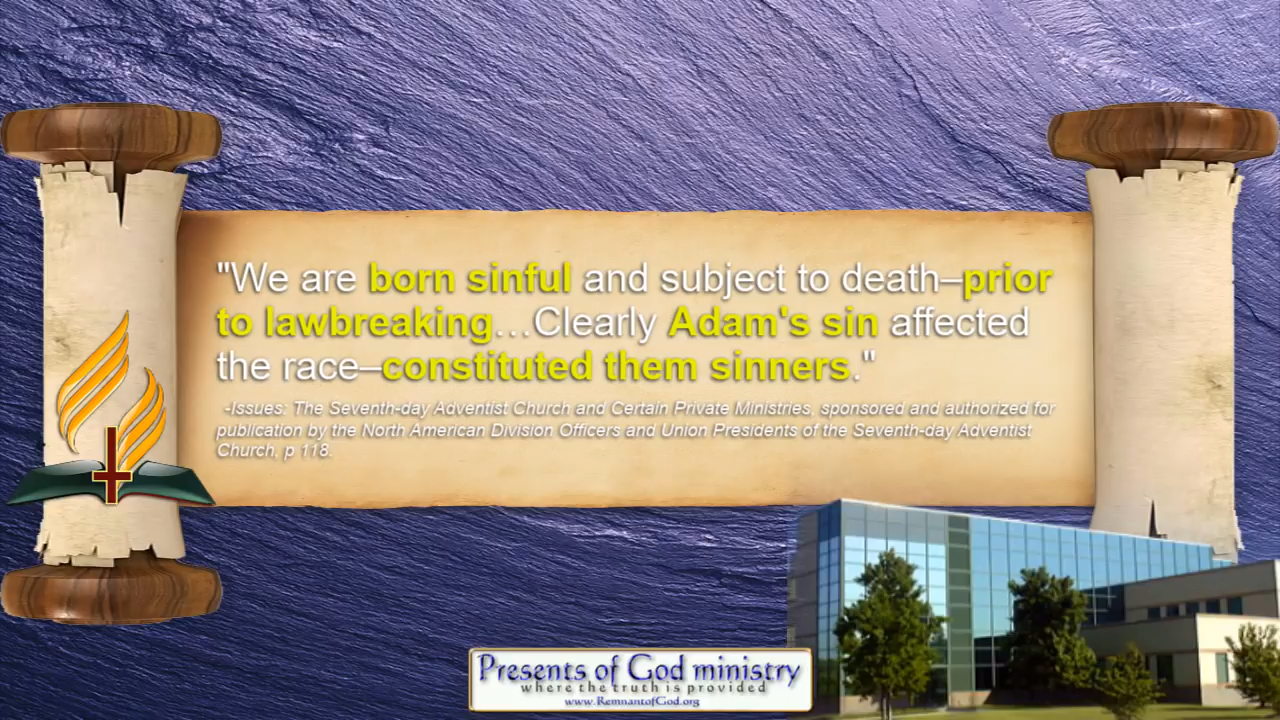 "We are born sinful and subject to death–prior
to lawbreaking…Clearly Adam's sin affected
the race–constituted them sinners."
-Issues: The Seventh-day Adventist Church and Certain Private Ministries, sponsored and authorized for
publication by the North American Division Officers and Union Presidents of the Seventh-day Adventist
Church, p 118.
Presents of God ministry
where the truth is provided
www.RemnantofGod.org